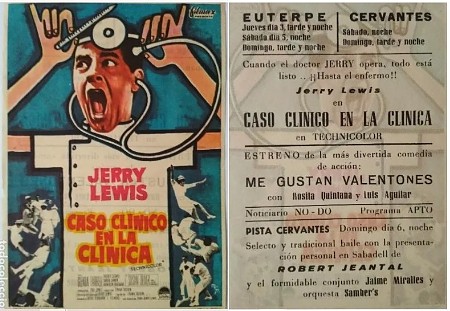 JERRY
LEWIS
CASO CLINICO
EN LA
CLINICA
todocoleccion
EUTERPE
Jueves día 3, tarde y noche
Sábado día 5, noche
Domingo, tarde y noche
CERVANTES
Sábado, noche
Domingo, tarde y noche
Cuando el doctor JERRY opera, todo está
listo .. ¡¡Hasta el enfermo!!
Jerry Lewis
en
CASO CLINICO EN LA CLINICA
en TECHNICOLOR
ESTRENO de la más divertida comedia
de acción:
ME GUSTAN VALENTONES
con Rosita Quintana y Luis Aguilar
Noticiario NO-DO Programa APTO
PISTA CERVANTES Domingo día 6, noche
Selecto y tradicional baile con la presenta-
ción personal en Sabadell de
ROBERT JEANTAL
y el formidable conjunto Jaime Miralles y
orquesta Samber's